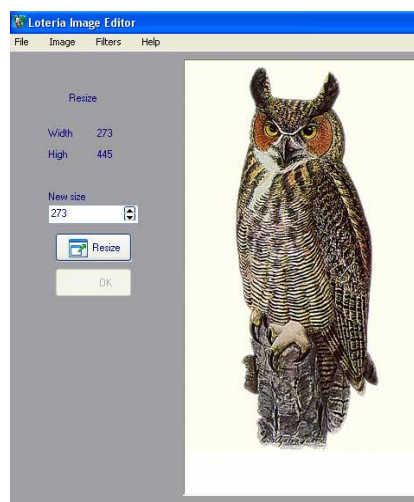 Loteria Image Editor
File Image Filters Help
Resize
Width 273
High 445
New size
273
Resize
OK